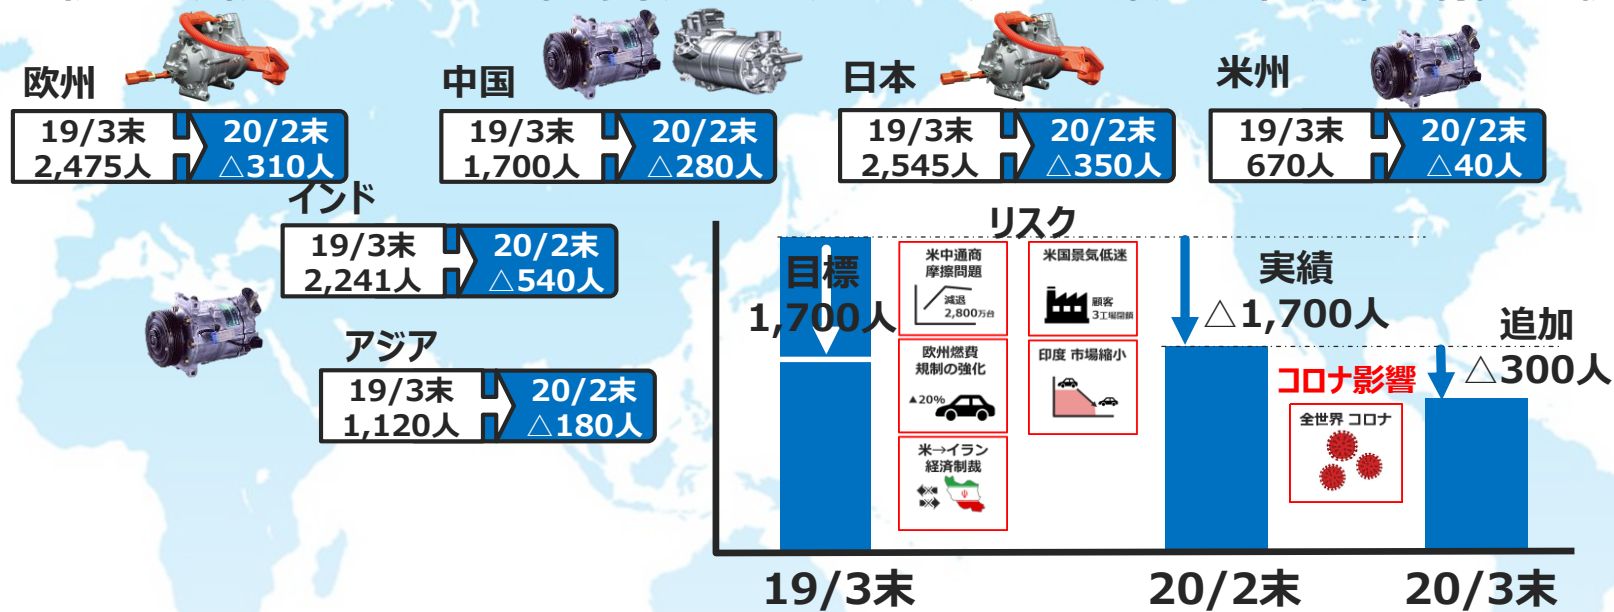 欧州
19/3末
2,475人
20/2末
△310人
中国
19/3末
1,700人
20/2末
△280人
日本
19/3末
2,545人
20/2末
△350人
米州
19/3末
670人
20/2末
△40人
インド
19/3末
2,241人
20/2末
△540人
アジア
19/3末
1,120人
20/2末
△180人
リスク
目標
1,700人
米中通商
摩擦問題
減退
2,800万台
米国景気低迷
顧客
3工場閉鎖
欧州燃費
規制の強化
▲20%
印度 市場縮小
米→イラン
経済制裁
実績
△1,700人
コロナ影響
全世界 コロナ
追加
△300人
19/3末
20/2末
20/3末